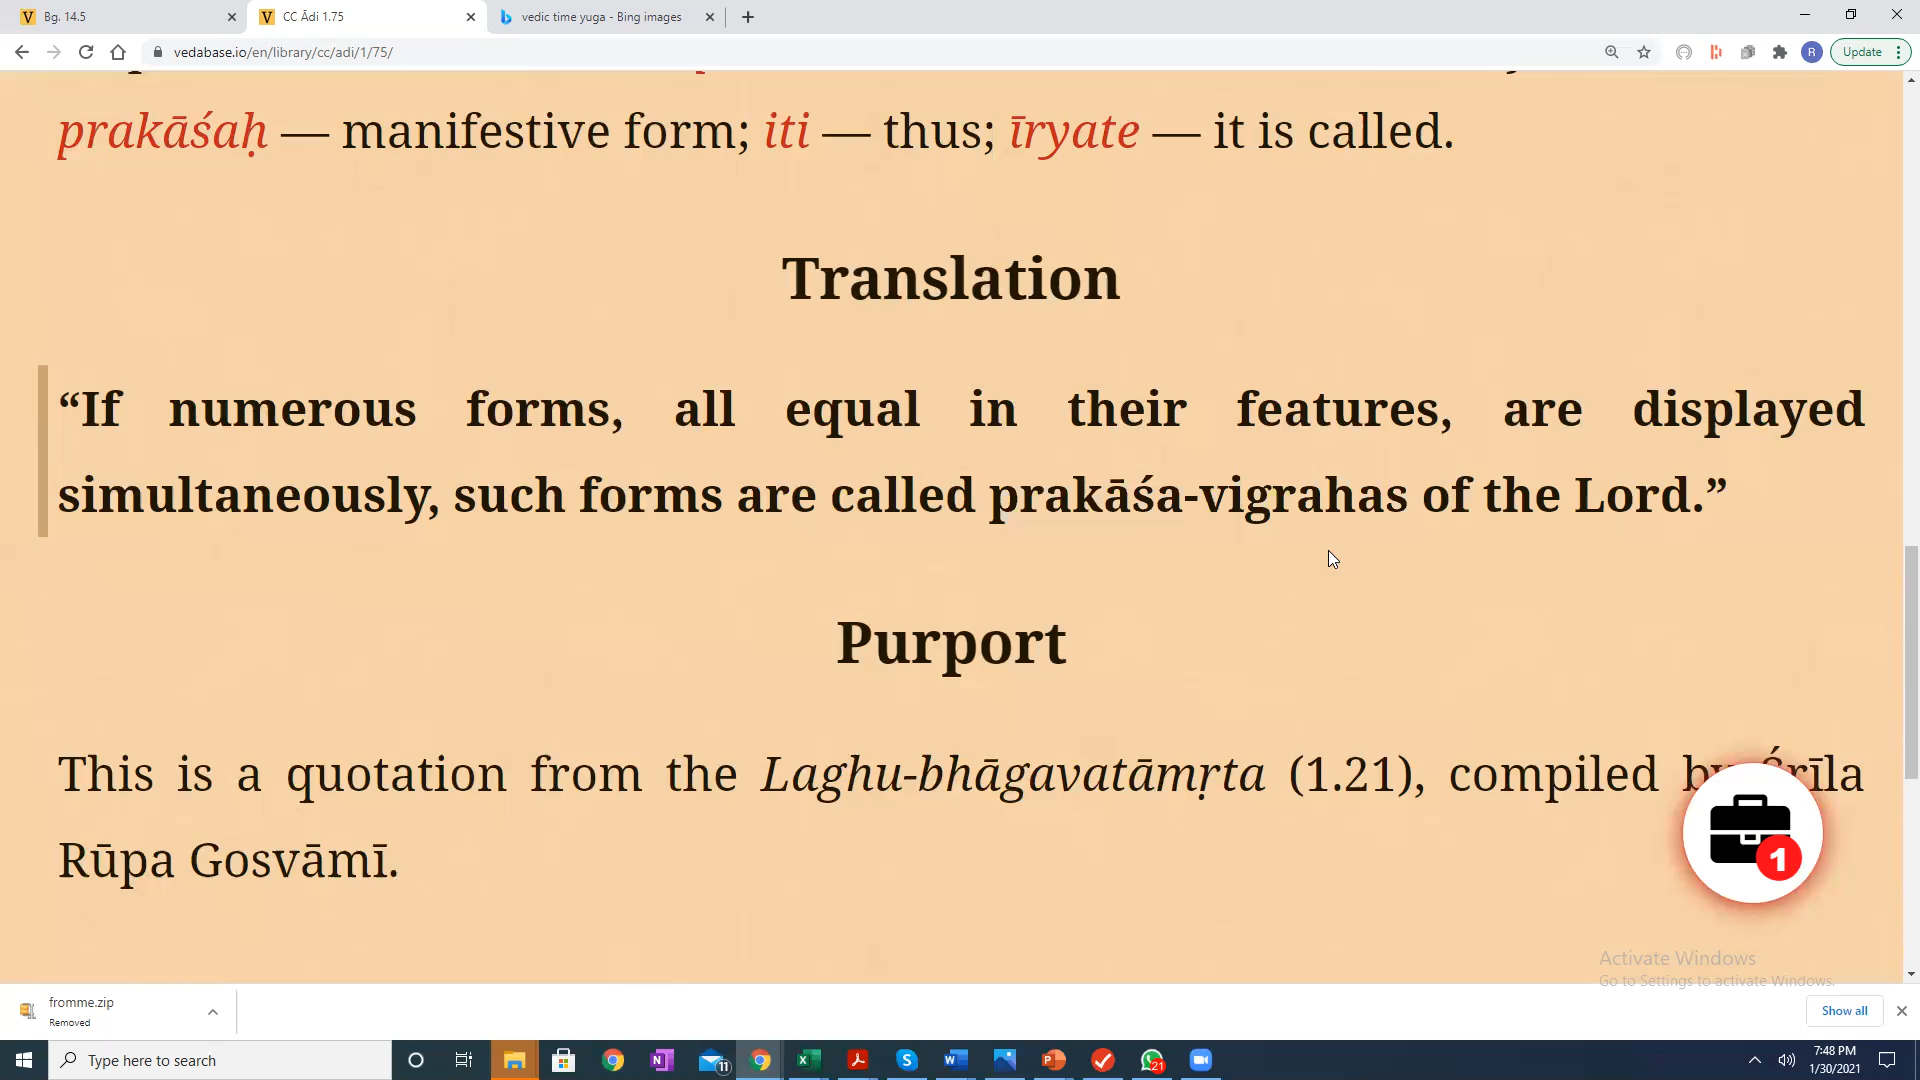 Bg. 14.5
CC Ādi 1.75
vedic time yuga - Bing images
vedabase.io/en/library/cc/adi/1/75/
R
Update
prakāśaḥ — manifestive form; iti — thus; īryate — it is called.
Translation
“If numerous forms, all equal in their features, are displayed
simultaneously, such forms are called prakāśa-vigrahas of the Lord.”
Purport
This is a quotation from the Laghu-bhāgavatāmṛta (1.21), compiled by Śrīla
Rūpa Gosvāmī.
1
Activate Windows
Go to Settings to activate Windows.
fromme.zip
Removed
Show all
Type here to search
11
21
7:48 PM
1/30/2021